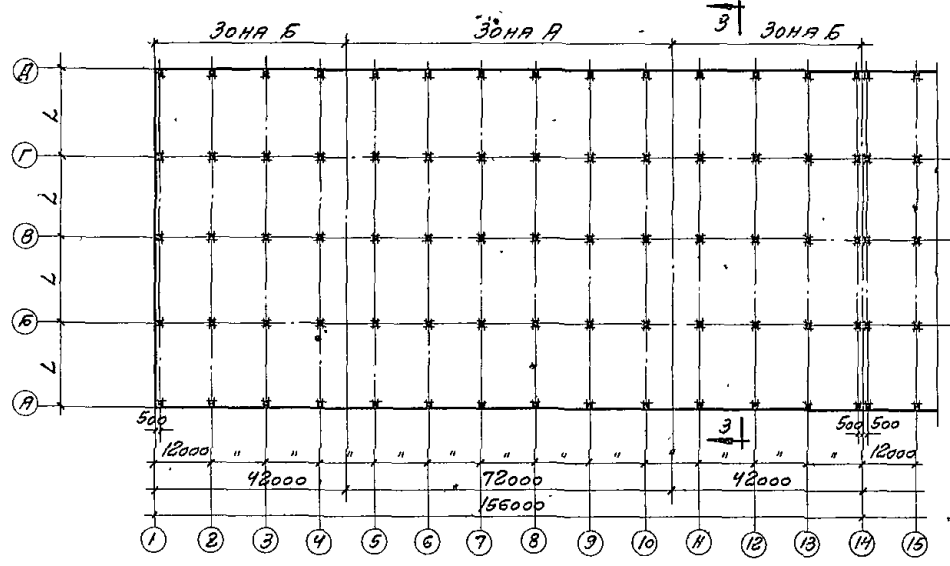 3
ЗОНА Б ЗОНА А ЗОНА Б
Д
L
Г
L
В
L
Б
L
А
500 3 500 500
12000 " " " " " " " " " " " " 12000
42000 72000 42000
156000
1 2 3 4 5 6 7 8 9 10 11 12 13 14 15